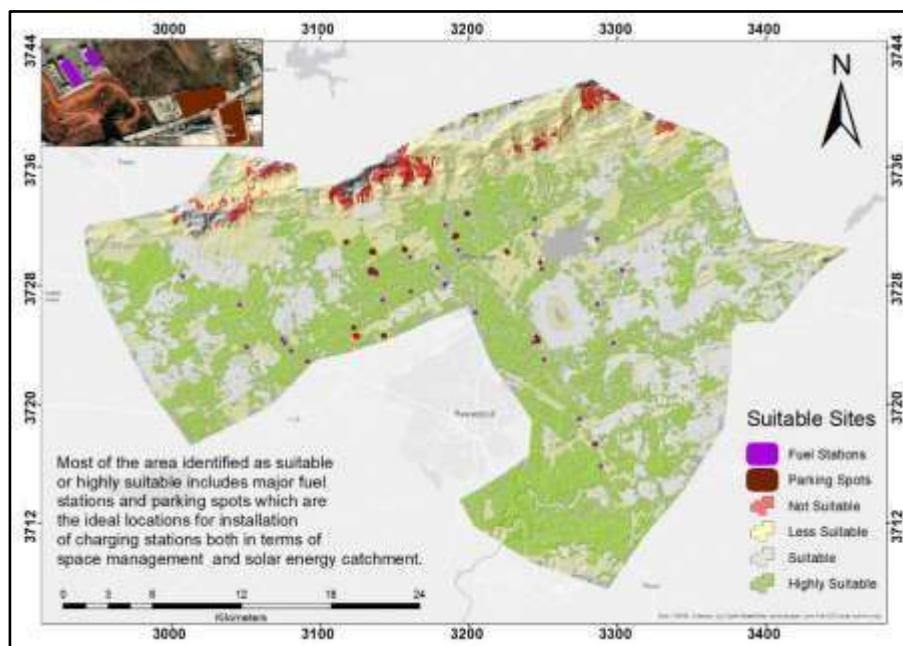 3000 3100 3200 3300 3400
3744
3736
3728
3720
3712
N
3744
3736
3728
3720
3712
Suitable Sites
Fuel Stations
Parking Spots
Not Suitable
Less Suitable
Suitable
Highly Suitable
Most of the area identified as suitable
or highly suitable includes major fuel
stations and parking spots which are
the ideal locations for installation
of charging stations both in terms of
space management and solar energy catchment.
0 3 6 12 18 24
Kilometers
3000 3100 3200 3300 3400